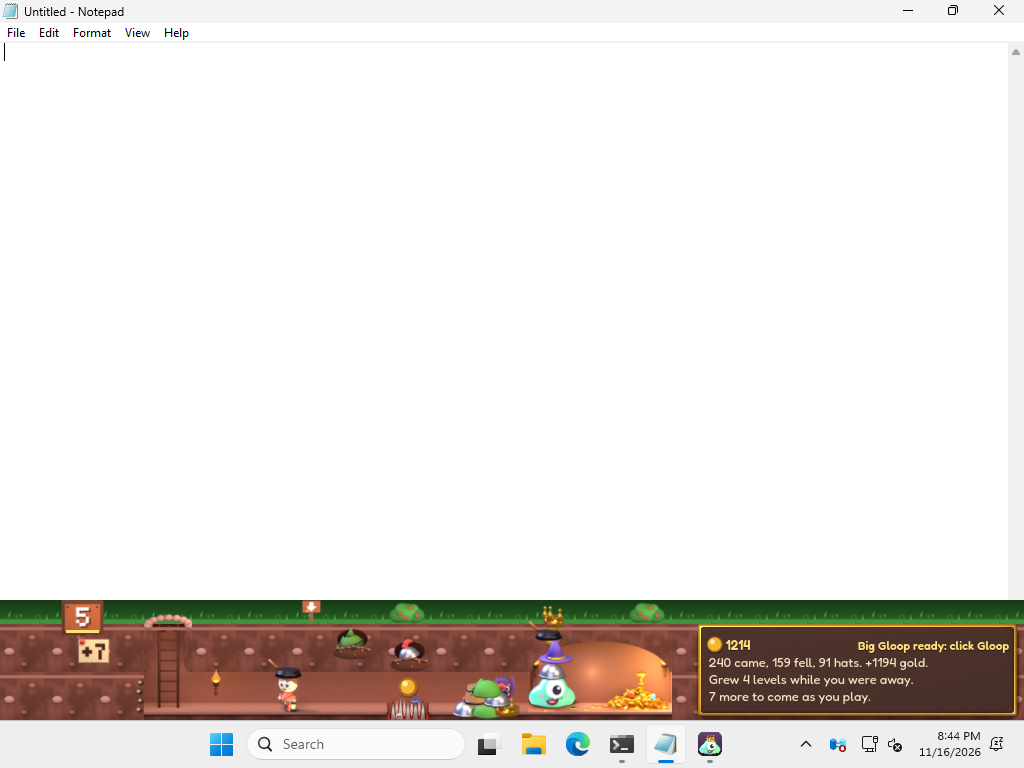 Untitled - Notepad
File Edit Format View Help
5
+7
1214 Big Gloop ready: click Gloop
240 came, 159 fell, 91 hats. +1194 gold.
Grew 4 levels while you were away.
7 more to come as you play.
Search
8:44 PM
11/16/2026